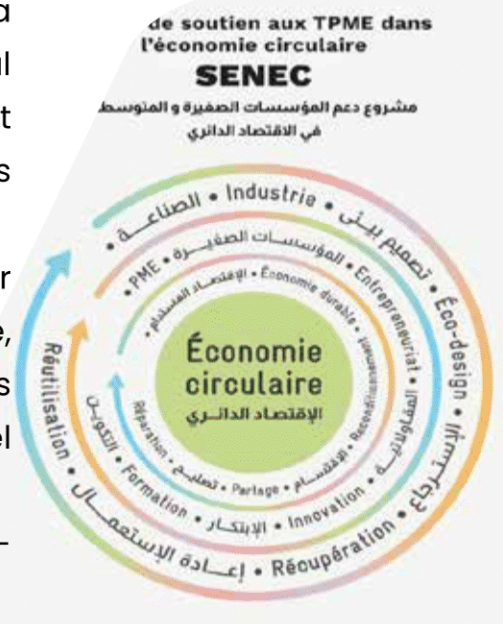 de soutien aux TPME dans
l'économie circulaire
SENEC
مشروع دعم المؤسسات الصغيرة و المتوسط
في الاقتصاد الدائري
الصناعة • Industrie • تصميم بيئي • Éco-design • الإسترجاع • Récupération • إعادة الإستعمال • Réutilisation
PME • المؤسسات الصغيرة • Entrepreneuriat • المقاولاتية • Innovation • الإبتكار • Formation • التكوين
الإقتصاد المستدام • Économie durable • Reconditionnement • الإقتسام • Partage • تصليح • Réparation
Économie
circulaire
الإقتصاد الدائري